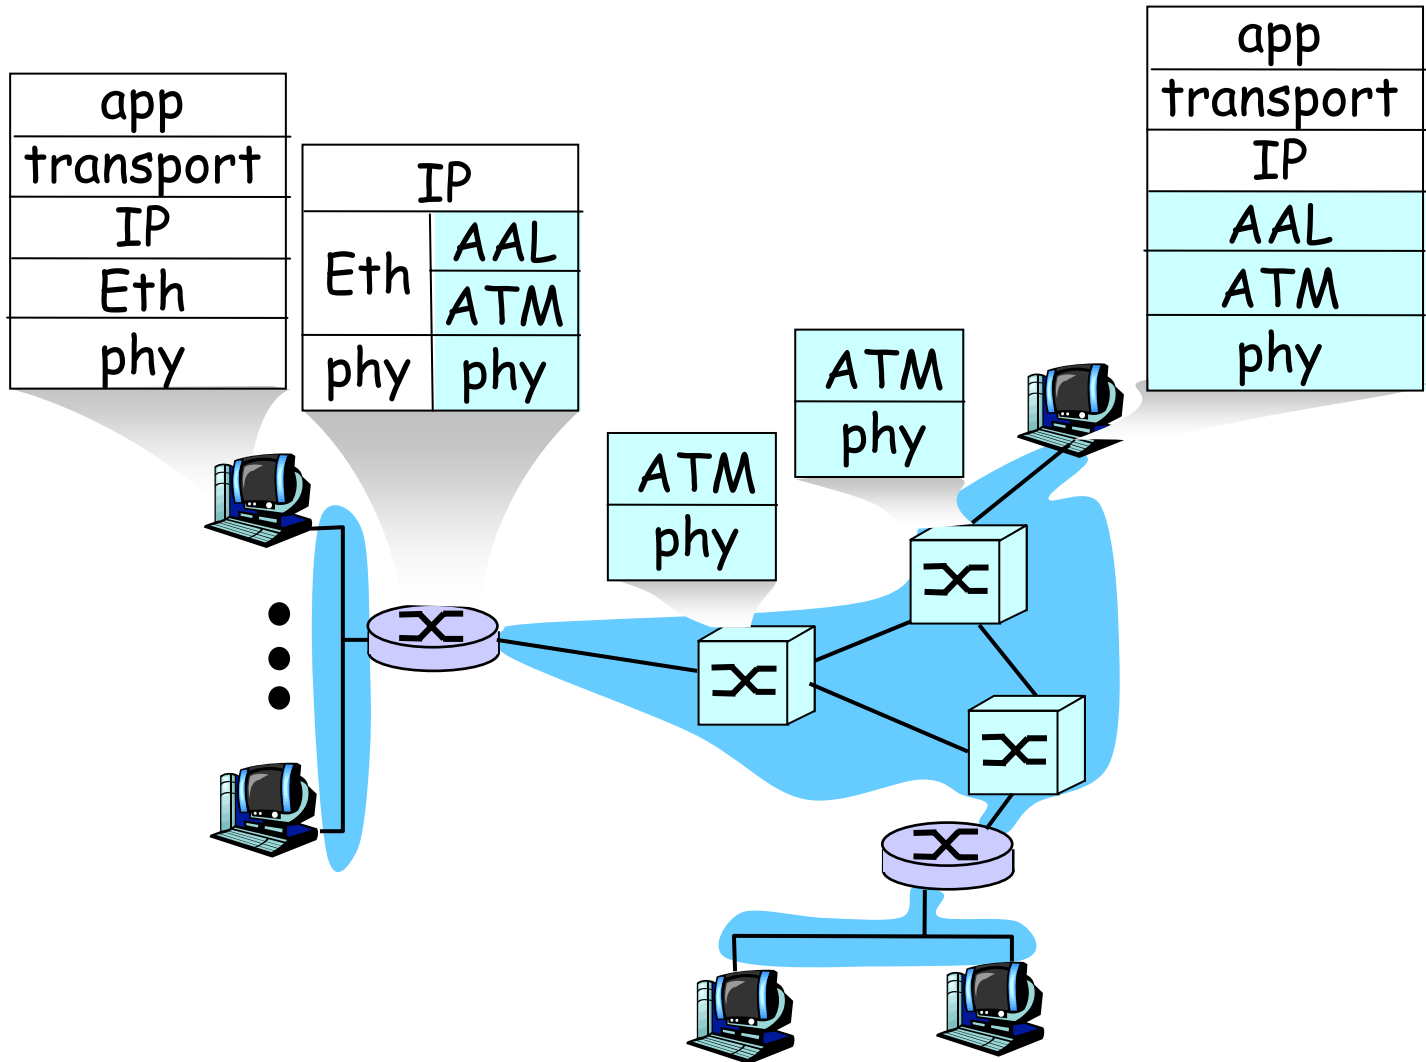 app
transport
IP
Eth
phy
IP
Eth
AAL
ATM
phy
phy
ATM
phy
ATM
phy
app
transport
IP
AAL
ATM
phy